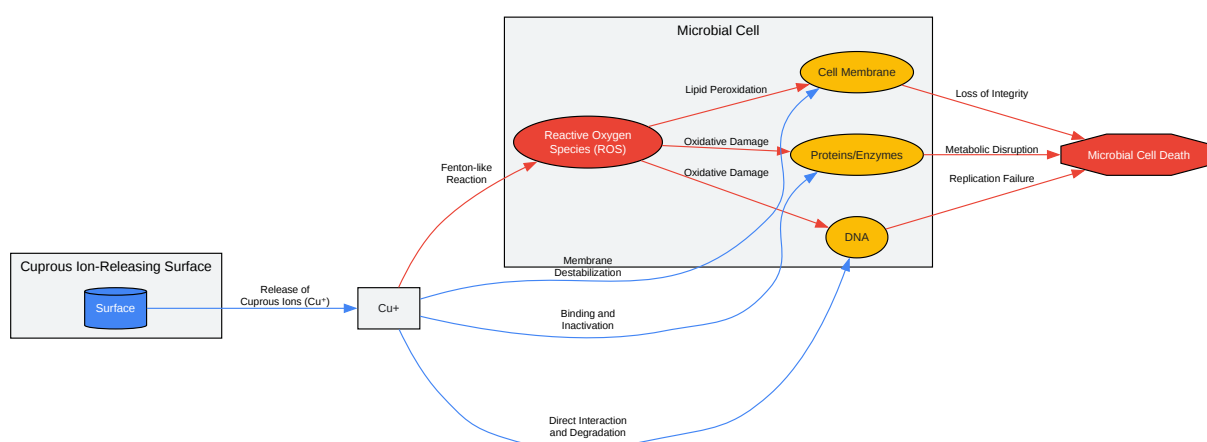 Microbial Cell
Cell Membrane
Lipid Peroxidation
Loss of Integrity
Reactive Oxygen
Species (ROS)
Oxidative Damage
Proteins/Enzymes
Metabolic Disruption
Microbial Cell Death
Fenton-like
Reaction
Oxidative Damage
Replication Failure
DNA
Cuprous Ion-Releasing Surface
Surface
Release of
Cuprous Ions (Cu⁺)
Cu+
Membrane
Destabilization
Binding and
Inactivation
Direct Interaction
and Degradation